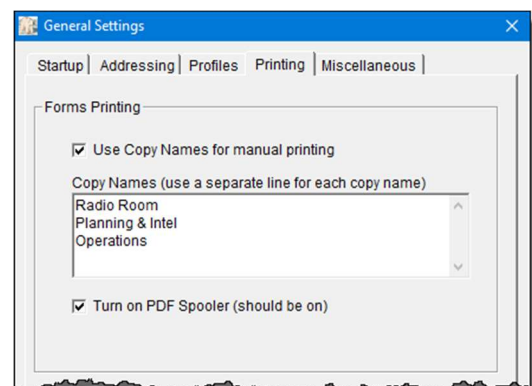 General Settings
Startup Addressing Profiles Printing Miscellaneous
Forms Printing
Use Copy Names for manual printing
Copy Names (use a separate line for each copy name)
Radio Room
Planning & Intel
Operations
Turn on PDF Spooler (should be on)